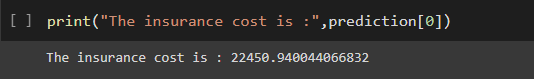 [ ] print("The insurance cost is :",prediction[0])
The insurance cost is : 22450.940044066832